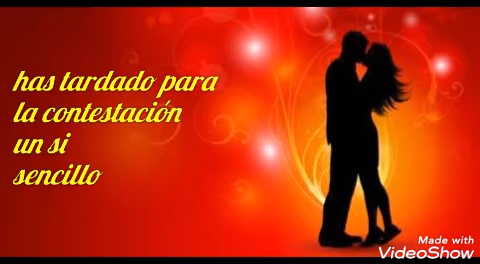 has tardado para
la contestación
un si
sencillo
Made with
VideoShow